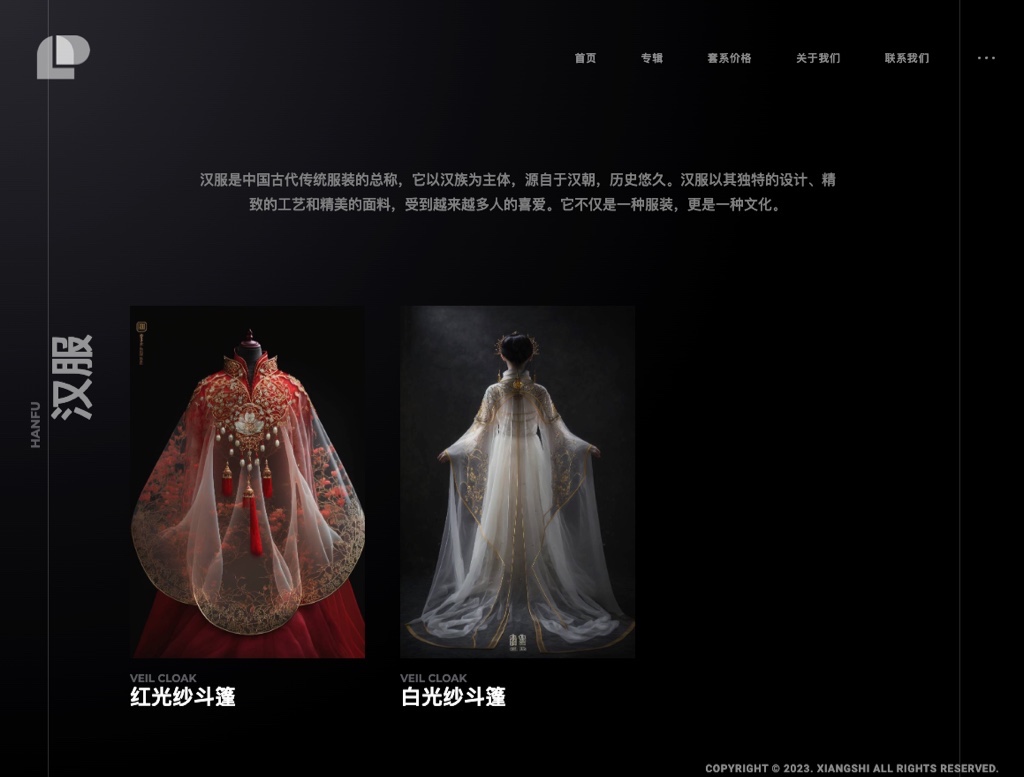 首页
专辑
套系价格
关于我们
联系我们
汉服是中国古代传统服装的总称，它以汉族为主体，源自于汉朝，历史悠久。汉服以其独特的设计、精
致的工艺和精美的面料，受到越来越多人的喜爱。它不仅是一种服装，更是一种文化。
汉服
HANFU
VEIL CLOAK
红光纱斗篷
VEIL CLOAK
白光纱斗篷
COPYRIGHT © 2023. XIANGSHI ALL RIGHTS RESERVED.